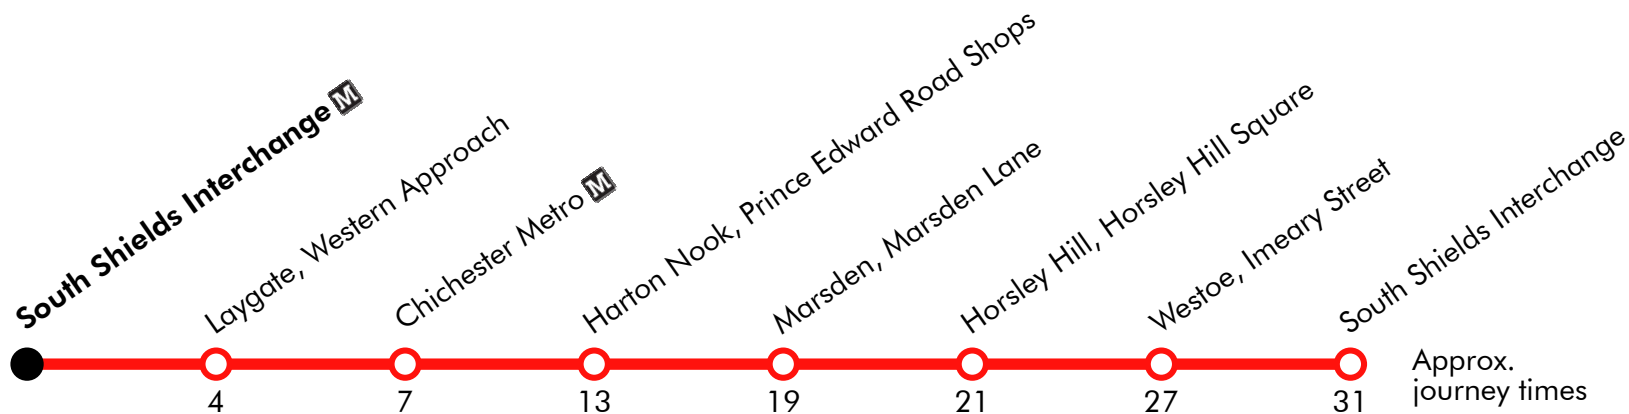 South Shields Interchange M
Laygate, Western Approach
Chichester Metro M
Harton Nook, Prince Edward Road Shops
Marsden, Marsden Lane
Horsley Hill, Horsley Hill Square
Westoe, Imeary Street
South Shields Interchange
4 7 13 19 21 27 31
Approx.
journey times